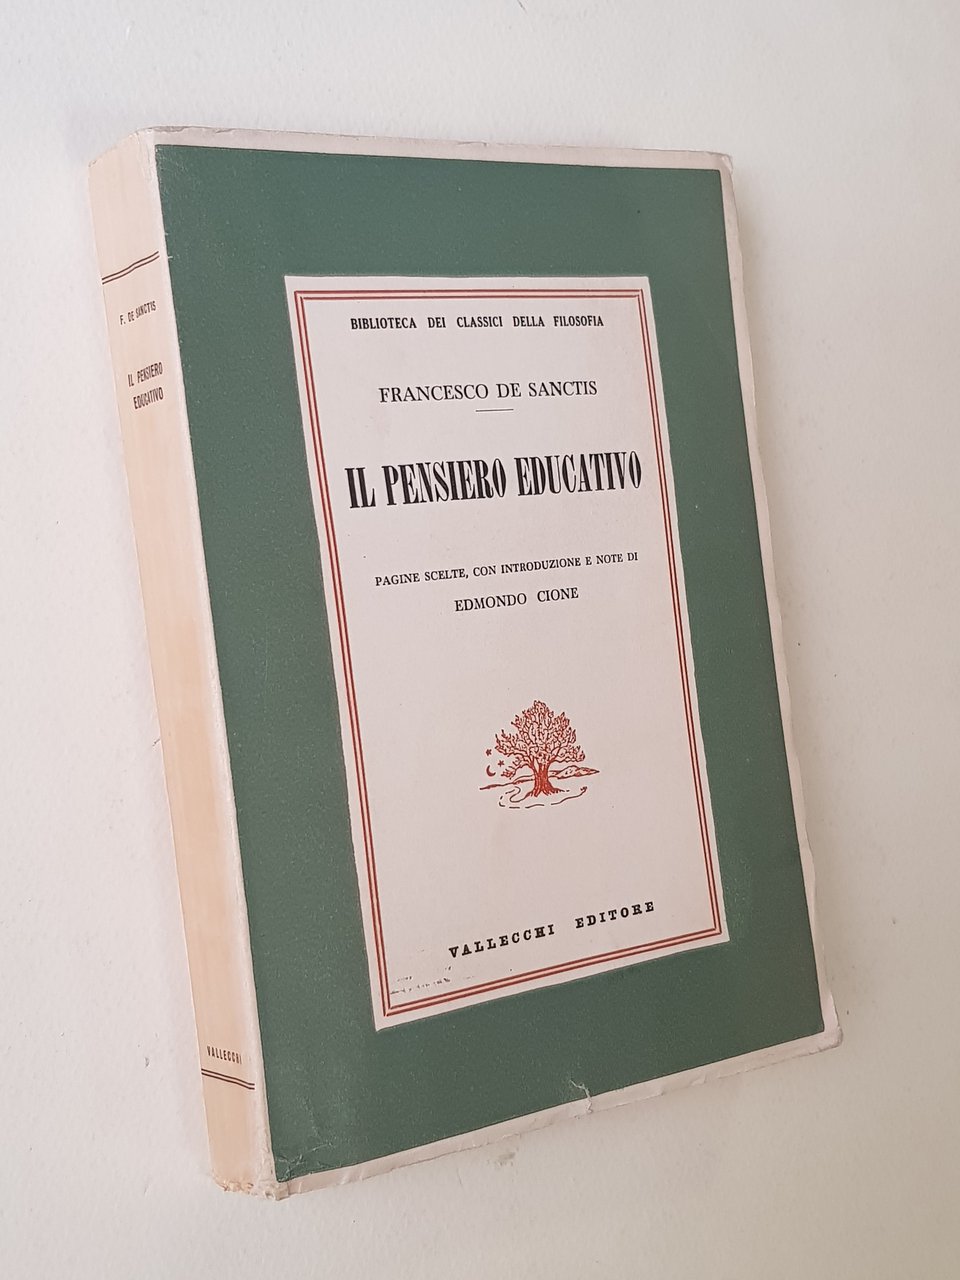 F. DE SANCTIS
IL PENSIERO
EDUCATIVO
VALLECCHI
BIBLIOTECA DEI CLASSICI DELLA FILOSOFIA
FRANCESCO DE SANCTIS
IL PENSIERO EDUCATIVO
PAGINE SCELTE, CON INTRODUZIONE E NOTE DI
EDMONDO CIONE
VALLECCHI EDITORE